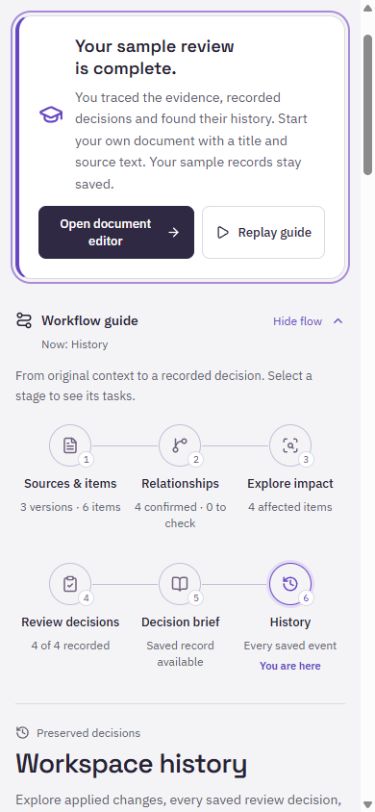 Your sample review
is complete.
You traced the evidence, recorded
decisions and found their history. Start
your own document with a title and
source text. Your sample records stay
saved.
Open document
editor
Replay guide
Workflow guide
Hide flow
Now: History
From original context to a recorded decision. Select a
stage to see its tasks.
1
2
3
Sources & items
Relationships
Explore impact
3 versions · 6 items
4 confirmed · 0 to
check
4 affected items
4
5
6
Review decisions
Decision brief
History
4 of 4 recorded
Saved record
available
Every saved event
You are here
Preserved decisions
Workspace history
Explore applied changes, every saved review decision,